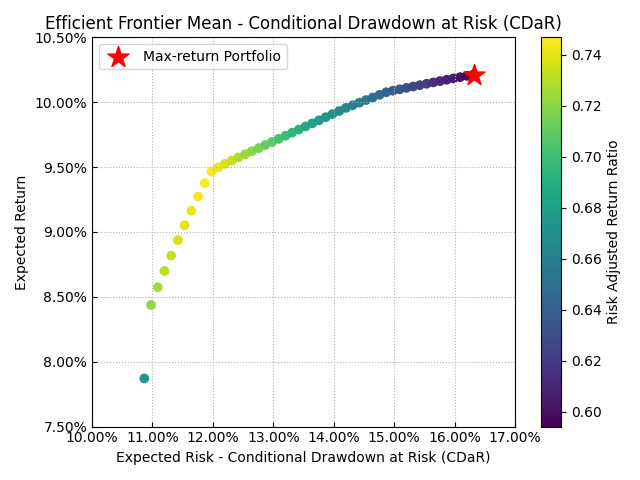 Efficient Frontier Mean - Conditional Drawdown at Risk (CDaR)
Max-return Portfolio
Expected Return
10.50%
10.00%
9.50%
9.00%
8.50%
8.00%
7.50%
10.00% 11.00% 12.00% 13.00% 14.00% 15.00% 16.00% 17.00%
Expected Risk - Conditional Drawdown at Risk (CDaR)
0.74
0.72
0.70
0.68
0.66
0.64
0.62
0.60
Risk Adjusted Return Ratio